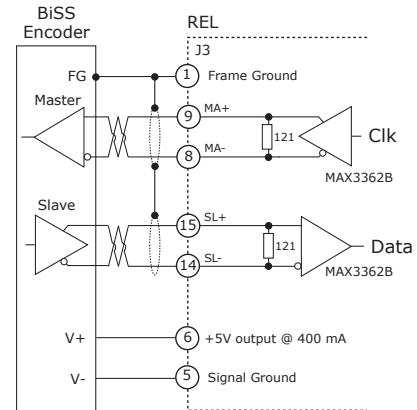 BiSS
Encoder
REL
J3
FG
1
Frame Ground
Master
9
MA+
121
Clk
8
MA-
MAX3362B
Slave
15
SL+
121
Data
14
SL-
MAX3362B
V+
6
+5V output @ 400 mA
V-
5
Signal Ground